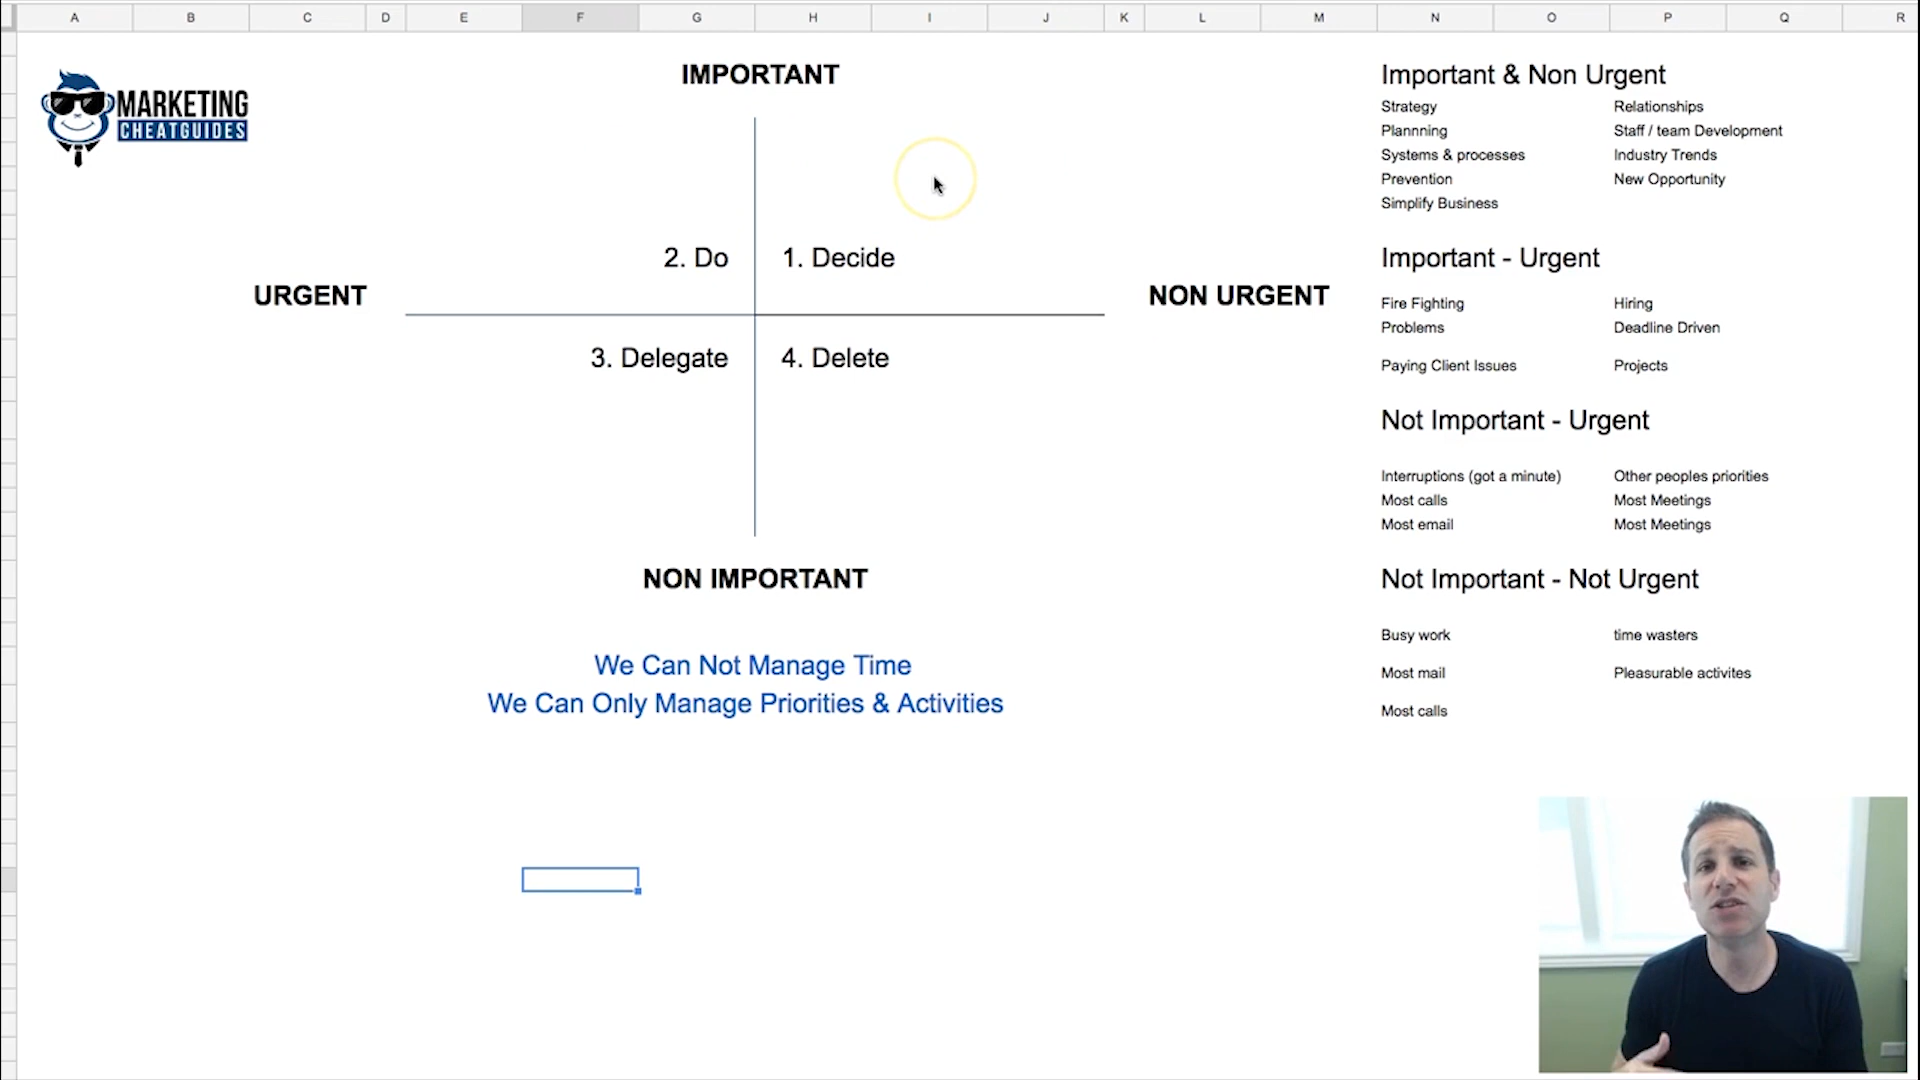 A B C D E F G H I J K L M N O P Q R
MARKETING
CHEATGUIDES
IMPORTANT
2. Do
1. Decide
URGENT
NON URGENT
3. Delegate
4. Delete
NON IMPORTANT
We Can Not Manage Time
We Can Only Manage Priorities & Activities
Important & Non Urgent
Strategy Relationships
Plannning Staff / team Development
Systems & processes Industry Trends
Prevention New Opportunity
Simplify Business
Important - Urgent
Fire Fighting Hiring
Problems Deadline Driven
Paying Client Issues Projects
Not Important - Urgent
Interruptions (got a minute) Other peoples priorities
Most calls Most Meetings
Most email Most Meetings
Not Important - Not Urgent
Busy work time wasters
Most mail Pleasurable activites
Most calls